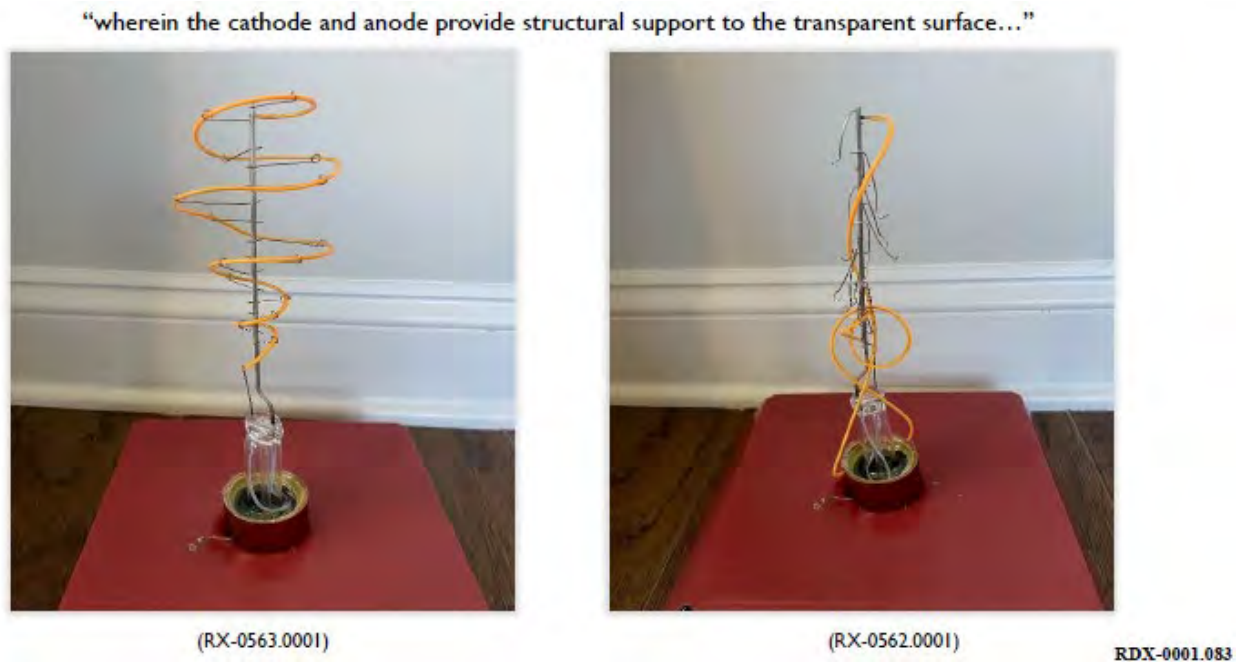 “wherein the cathode and anode provide structural support to the transparent surface…”
(RX-0563.0001)
(RX-0562.0001)
RDX-0001.083